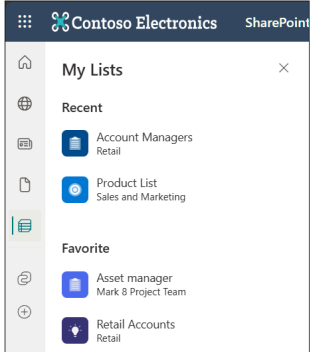 Contoso Electronics SharePoint
My Lists
Recent
Account Managers
Retail
Product List
Sales and Marketing
Favorite
Asset manager
Mark 8 Project Team
Retail Accounts
Retail